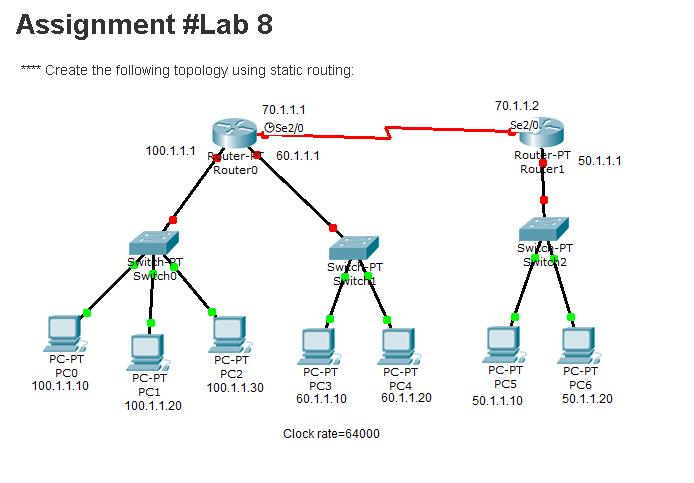 Assignment #Lab 8
**** Create the following topology using static routing:
70.1.1.1
70.1.1.2
Se2/0
Se2/0
100.1.1.1
Router-PT
Router0
60.1.1.1
Router-PT
Router1
50.1.1.1
Switch-PT
Switch0
Switch-PT
Switch1
Switch-PT
Switch2
PC-PT
PC0
100.1.1.10
PC-PT
PC1
100.1.1.20
PC-PT
PC2
100.1.1.30
PC-PT
PC3
60.1.1.10
PC-PT
PC4
60.1.1.20
PC-PT
PC5
50.1.1.10
PC-PT
PC6
50.1.1.20
Clock rate=64000